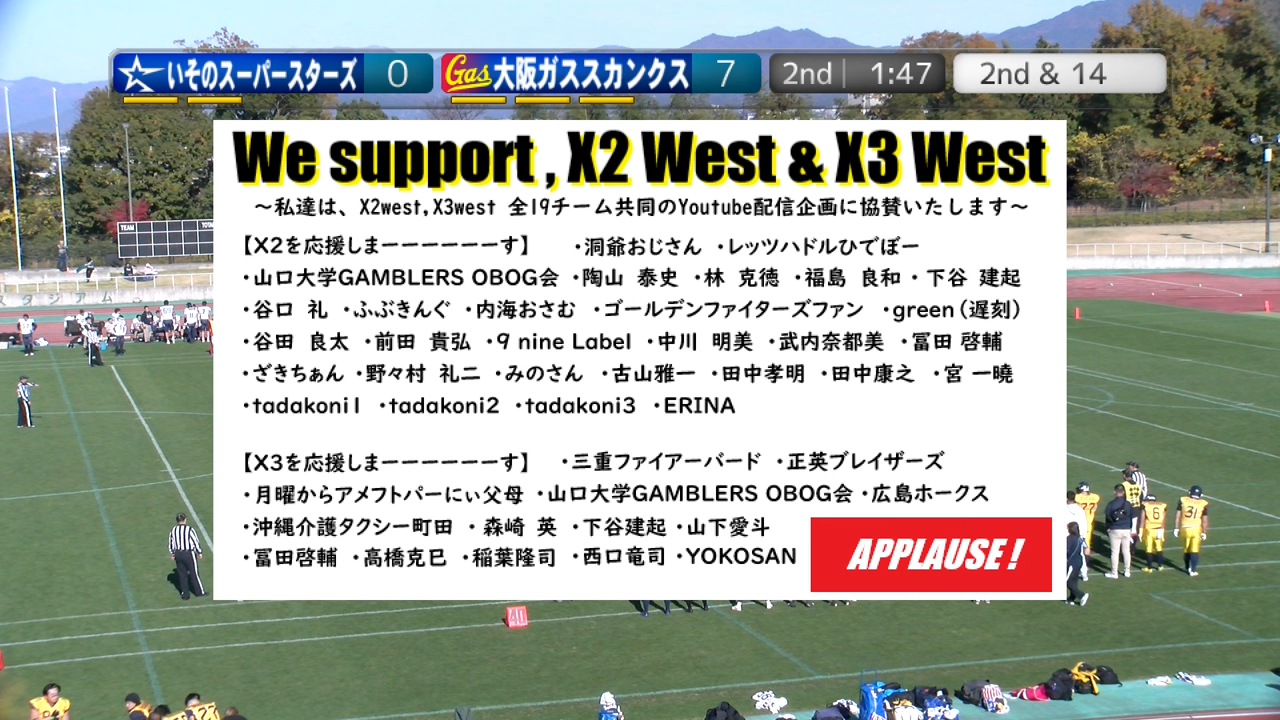 いそのスーパースターズ 0 Gas 大阪ガススカンクス 7 2nd 1:47 2nd & 14
We support , X2 West & X3 West
～私達は、X2west,X3west 全19チーム共同のYoutube配信企画に協賛いたします～
【X2を応援しまーーーーーーす】 ・洞爺おじさん ・レッツハドルひでぼー
・山口大学GAMBLERS OBOG会 ・陶山 泰史 ・林 克徳 ・福島 良和 ・下谷 建起
・谷口 礼 ・ふぶきんぐ ・内海おさむ ・ゴールデンファイターズファン ・green(遅刻)
・谷田 良太 ・前田 貴弘 ・9 nine Label ・中川 明美 ・武内奈都美 ・冨田 啓輔
・ざきちぁん ・野々村 礼二 ・みのさん ・古山雅一 ・田中孝明 ・田中康之 ・宮 一曉
・tadakoni1 ・tadakoni2 ・tadakoni3 ・ERINA
【X3を応援しまーーーーーーす】 ・三重ファイアーバード ・正英ブレイザーズ
・月曜からアメフトパーにぃ父母 ・山口大学GAMBLERS OBOG会 ・広島ホークス
・沖縄介護タクシー町田 ・森崎 英 ・下谷建起 ・山下愛斗
・冨田啓輔 ・高橋克巳 ・稲葉隆司 ・西口竜司 ・YOKOSAN
APPLAUSE !
TEAM
スタジアム
6
31
40